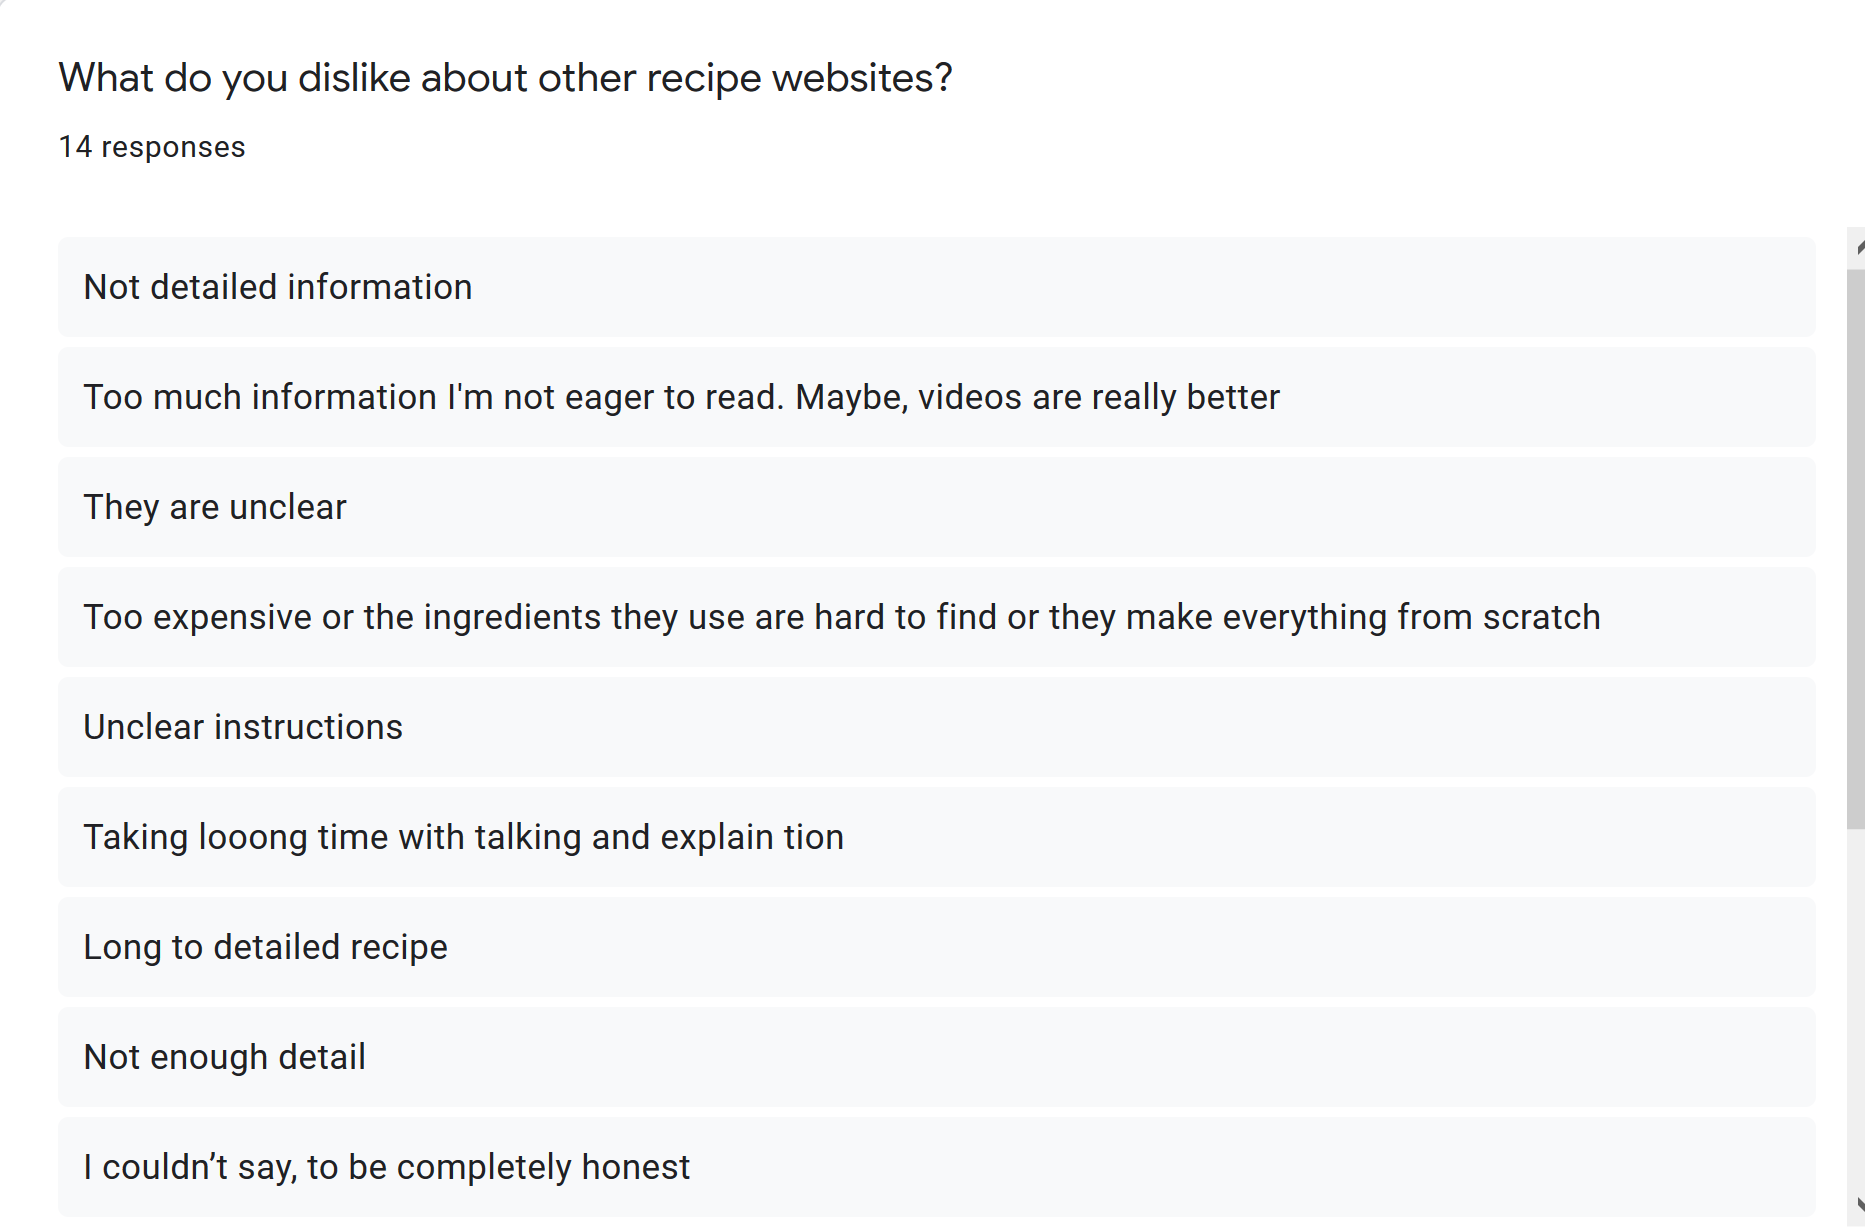 What do you dislike about other recipe websites?
14 responses
Not detailed information
Too much information I'm not eager to read. Maybe, videos are really better
They are unclear
Too expensive or the ingredients they use are hard to find or they make everything from scratch
Unclear instructions
Taking looong time with talking and explain tion
Long to detailed recipe
Not enough detail
I couldn’t say, to be completely honest